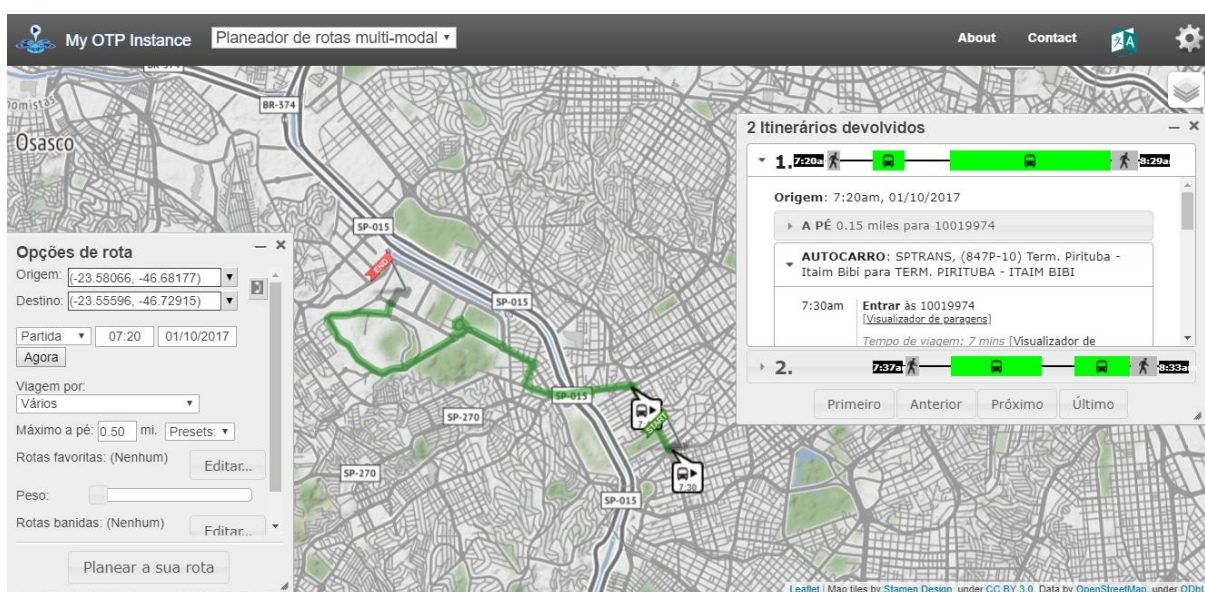 My OTP Instance
Planeador de rotas multi-modal
About
Contact
BR-374
Osasco
SP-015
SP-015
SP-015
SP-270
SP-270
SP-015
END
START
7:30
Opções de rota
Origem: (-23.58066, -46.68177)
Destino: (-23.55596, -46.72915)
Partida 07:20 01/10/2017
Agora
Viagem por:
Vários
Máximo a pé: 0.50 mi. Presets:
Rotas favoritas: (Nenhum) Editar...
Peso:
Rotas banidas: (Nenhum) Editar...
Planear a sua rota
2 Itinerários devolvidos
1. 7:20a 8:29a
Origem: 7:20am, 01/10/2017
A PÉ 0.15 miles para 10019974
AUTOCARRO: SPTRANS, (847P-10) Term. Pirituba -
Itaim Bibi para TERM. PIRITUBA - ITAIM BIBI
7:30am Entrar às 10019974
[Visualizador de paragens]
Tempo de viagem: 7 mins [Visualizador de
2. 7:37a 8:33a
Primeiro Anterior Próximo Último
Leaflet | Map tiles by Stamen Design, under CC BY 3.0. Data by OpenStreetMap, under ODbL